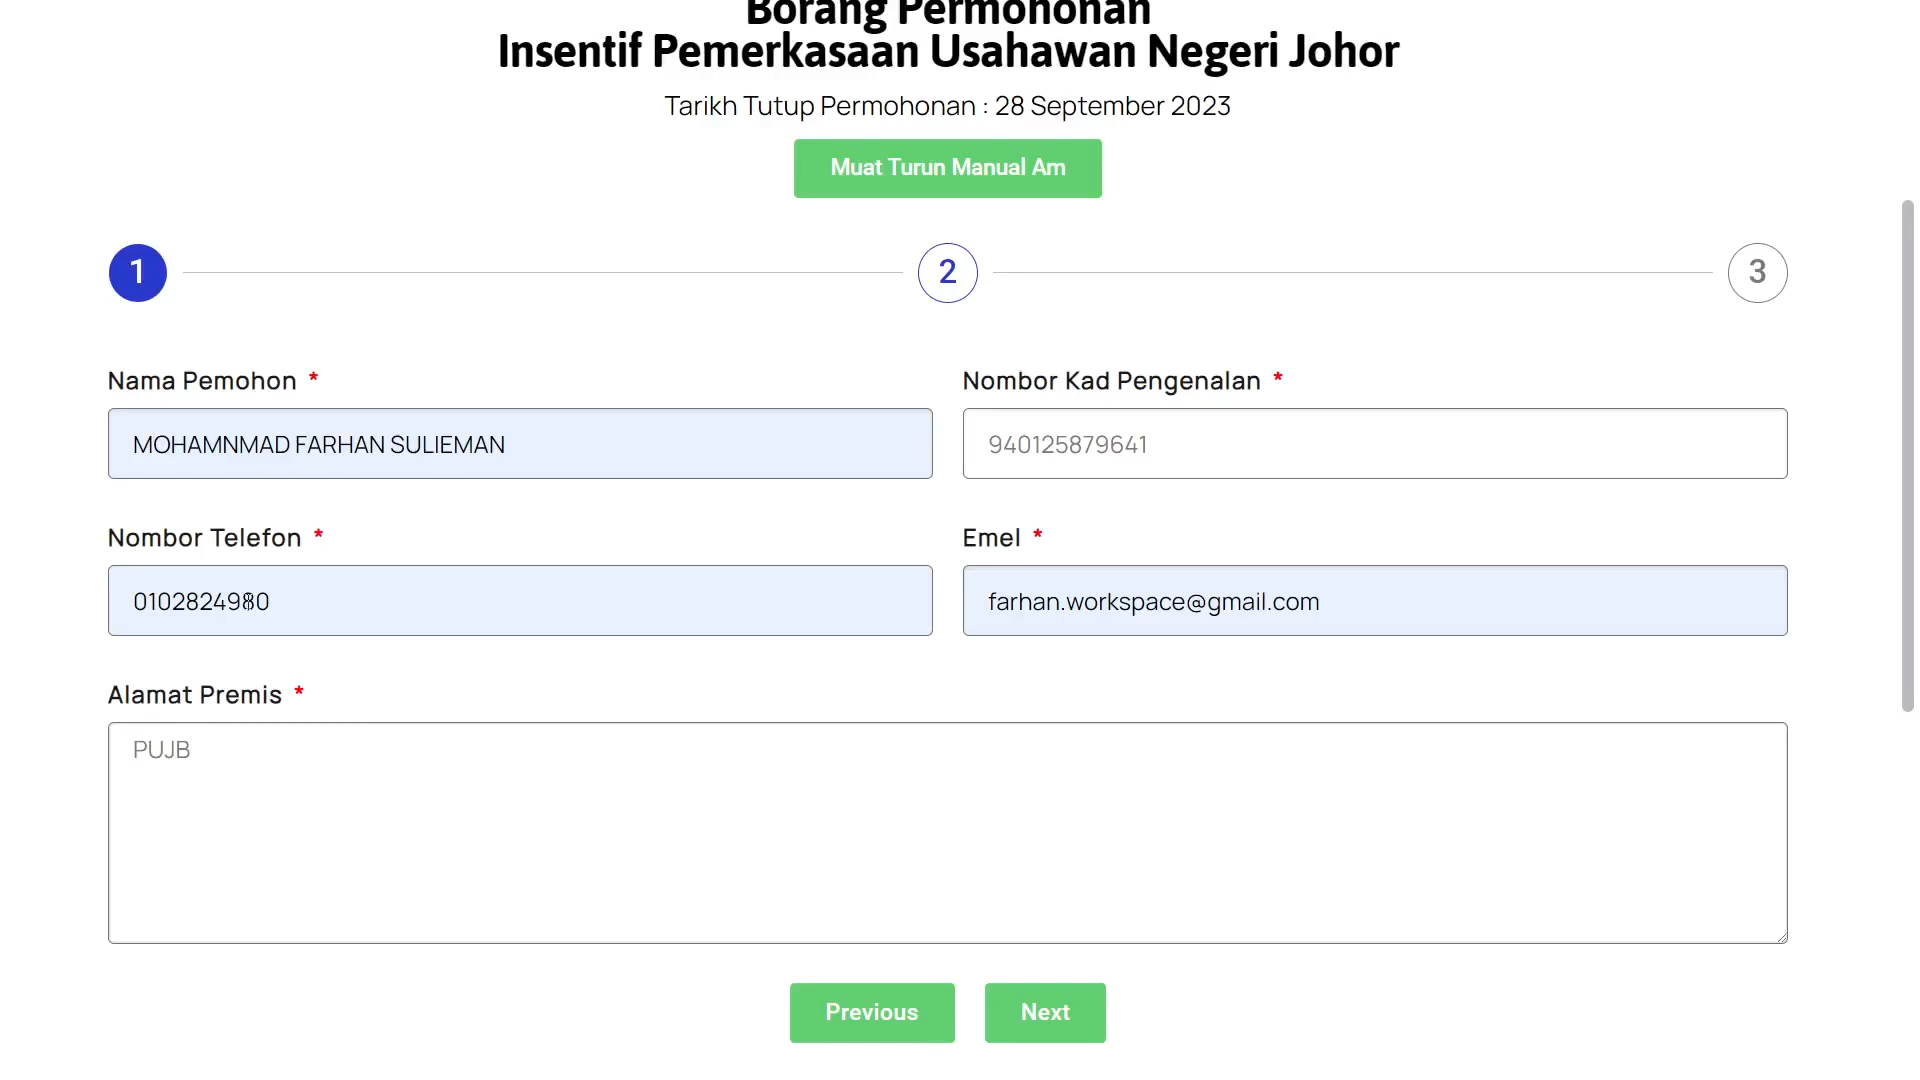 Borang Permohonan
Insentif Pemerkasaan Usahawan Negeri Johor
Tarikh Tutup Permohonan : 28 September 2023
Muat Turun Manual Am
1 2 3
Nama Pemohon * Nombor Kad Pengenalan *
MOHAMNMAD FARHAN SULIEMAN 940125879641
Nombor Telefon * Emel *
0102824980 farhan.workspace@gmail.com
Alamat Premis *
PUJB
Previous Next